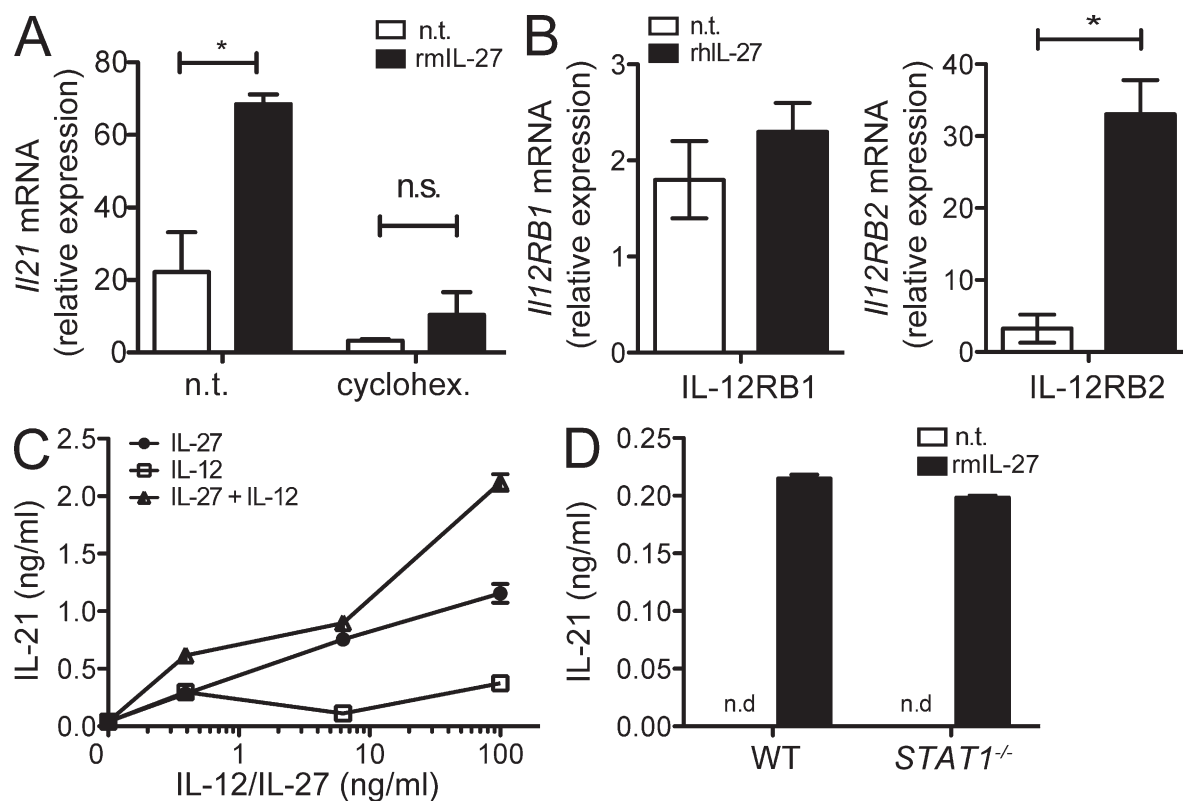 A
n.t.
rmIL-27
Il21 mRNA
(relative expression)
80
60
40
20
0
*
n.s.
n.t.
cyclohex.
B
n.t.
rhIL-27
Il12RB1 mRNA
(relative expression)
3
2
1
0
IL-12RB1
Il12RB2 mRNA
(relative expression)
40
30
20
10
0
*
IL-12RB2
C
IL-27
IL-12
IL-27 + IL-12
IL-21 (ng/ml)
2.5
2.0
1.5
1.0
0.5
0.0
0 1 10 100
IL-12/IL-27 (ng/ml)
D
n.t.
rmIL-27
IL-21 (ng/ml)
0.25
0.20
0.15
0.10
0.05
0.00
n.d n.d
WT STAT1-/-